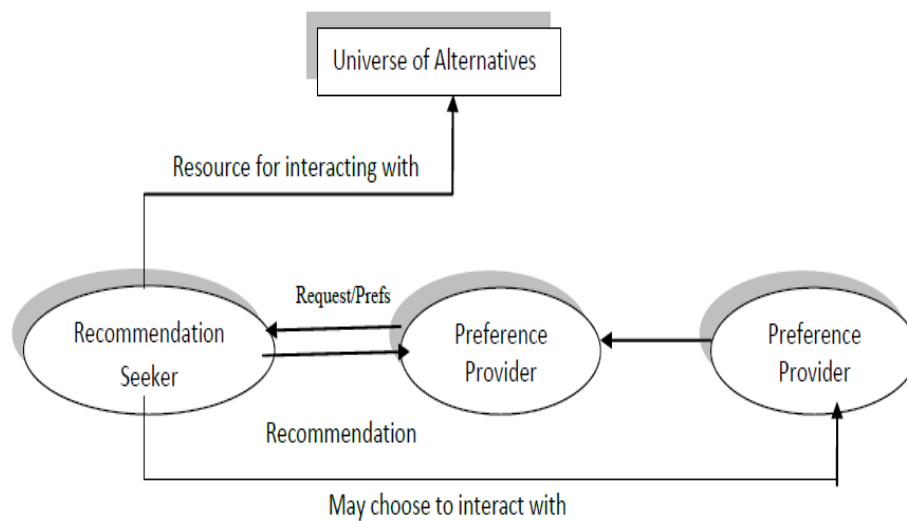 Universe of Alternatives
Resource for interacting with
Request/Prefs
Recommendation
Seeker
Preference
Provider
Preference
Provider
Recommendation
May choose to interact with